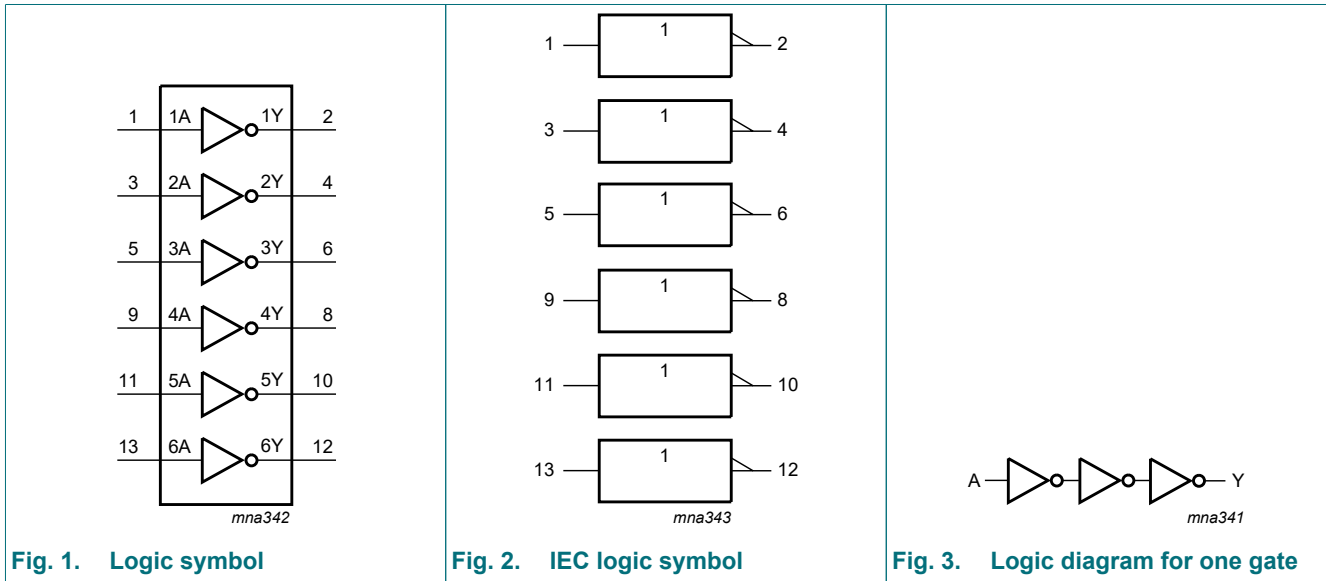 1 1A 1Y 2
3 2A 2Y 4
5 3A 3Y 6
9 4A 4Y 8
11 5A 5Y 10
13 6A 6Y 12
mna342
Fig. 1. Logic symbol
1 1 2
3 1 4
5 1 6
9 1 8
11 1 10
13 1 12
mna343
Fig. 2. IEC logic symbol
A Y
mna341
Fig. 3. Logic diagram for one gate